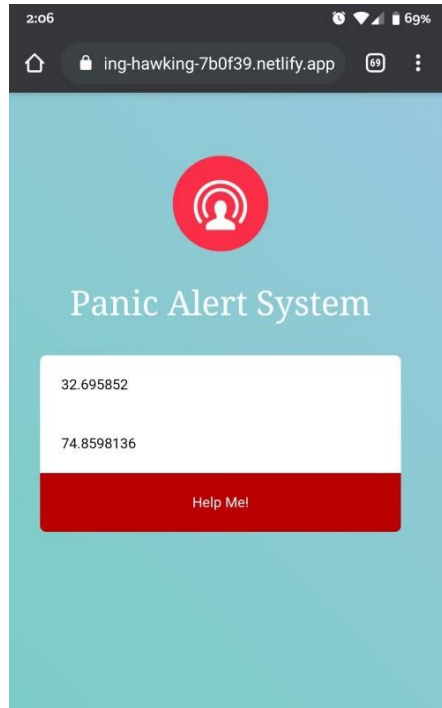 2:06 69%
ing-hawking-7b0f39.netlify.app 69
Panic Alert System
32.695852
74.8598136
Help Me!